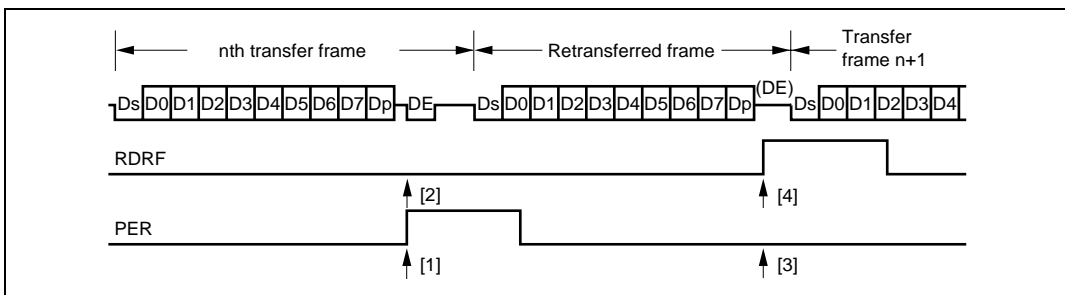 nth transfer frame
Retransferred frame
Transfer
frame n+1
Ds D0 D1 D2 D3 D4 D5 D6 D7 Dp DE Ds D0 D1 D2 D3 D4 D5 D6 D7 Dp (DE) Ds D0 D1 D2 D3 D4
RDRF
[2] [4]
PER
[1] [3]